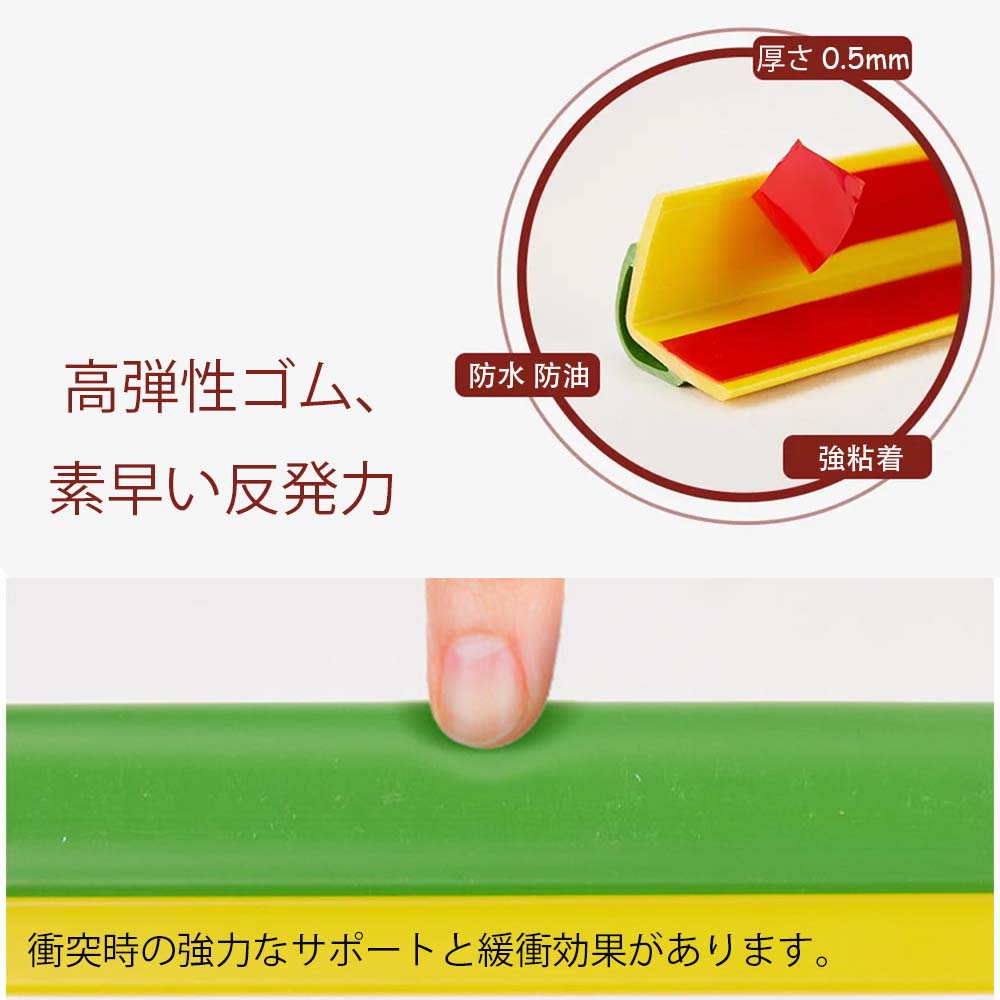 厚さ 0.5mm
防水 防油
強粘着
高弾性ゴム、
素早い反発力
衝突時の強力なサポートと緩衝効果があります。